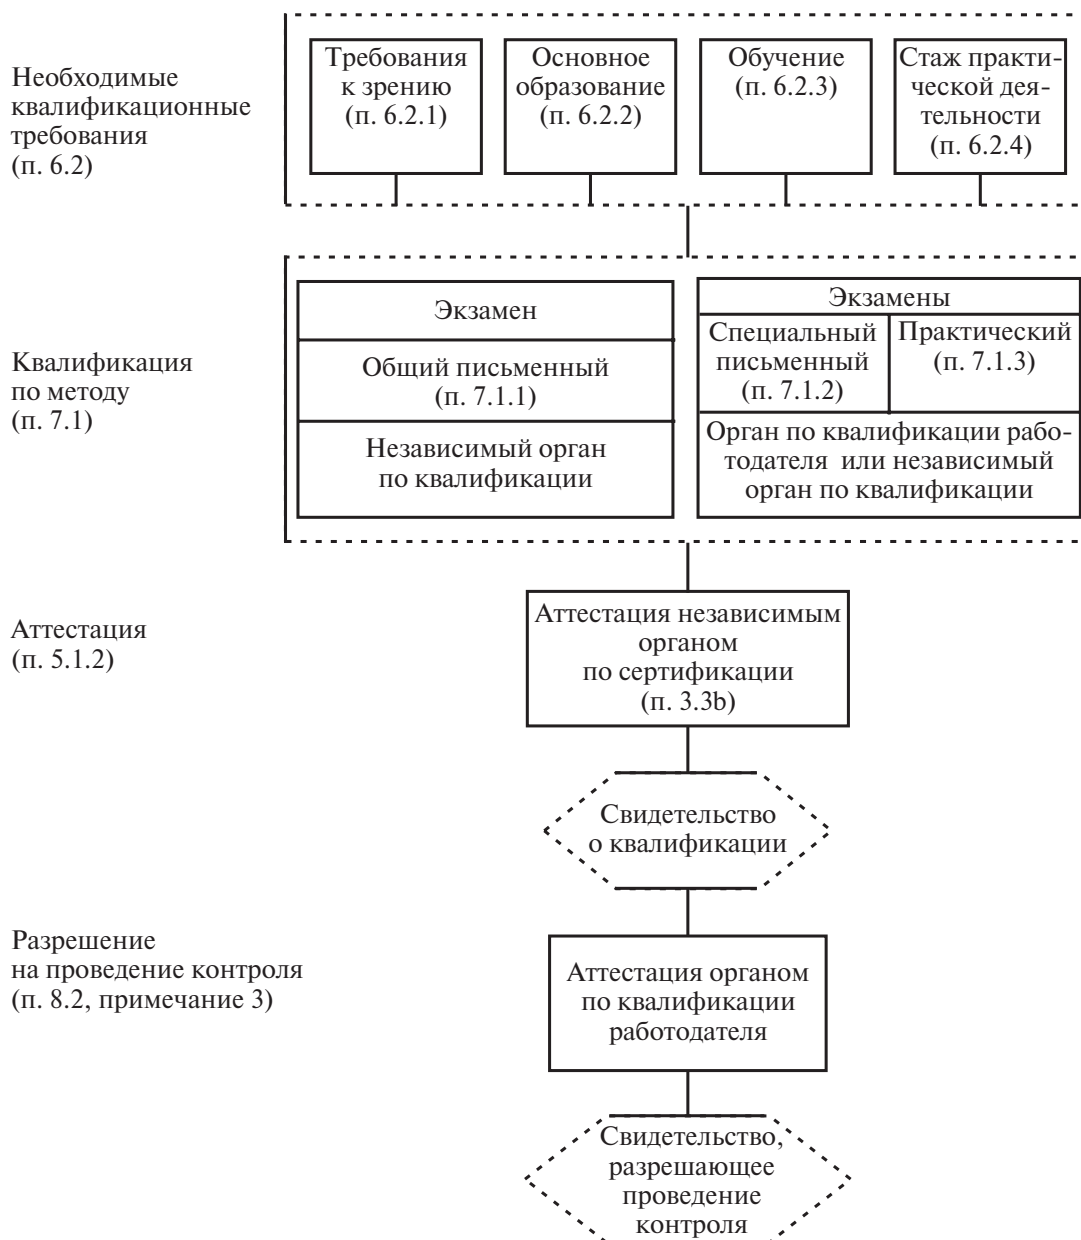 Необходимые
квалификационные
требования
(п. 6.2)
Требования
к зрению
(п. 6.2.1)
Основное
образование
(п. 6.2.2)
Обучение
(п. 6.2.3)
Стаж практи-
ческой дея-
тельности
(п. 6.2.4)
Квалификация
по методу
(п. 7.1)
Экзамен
Общий письменный
(п. 7.1.1)
Независимый орган
по квалификации
Экзамены
Специальный
письменный
(п. 7.1.2)
Практический
(п. 7.1.3)
Орган по квалификации рабо-
тодателя или независимый
орган по квалификации
Аттестация
(п. 5.1.2)
Аттестация независимым
органом
по сертификации
(п. 3.3b)
Свидетельство
о квалификации
Разрешение
на проведение контроля
(п. 8.2, примечание 3)
Аттестация органом
по квалификации
работодателя
Свидетельство,
разрешающее
проведение
контроля